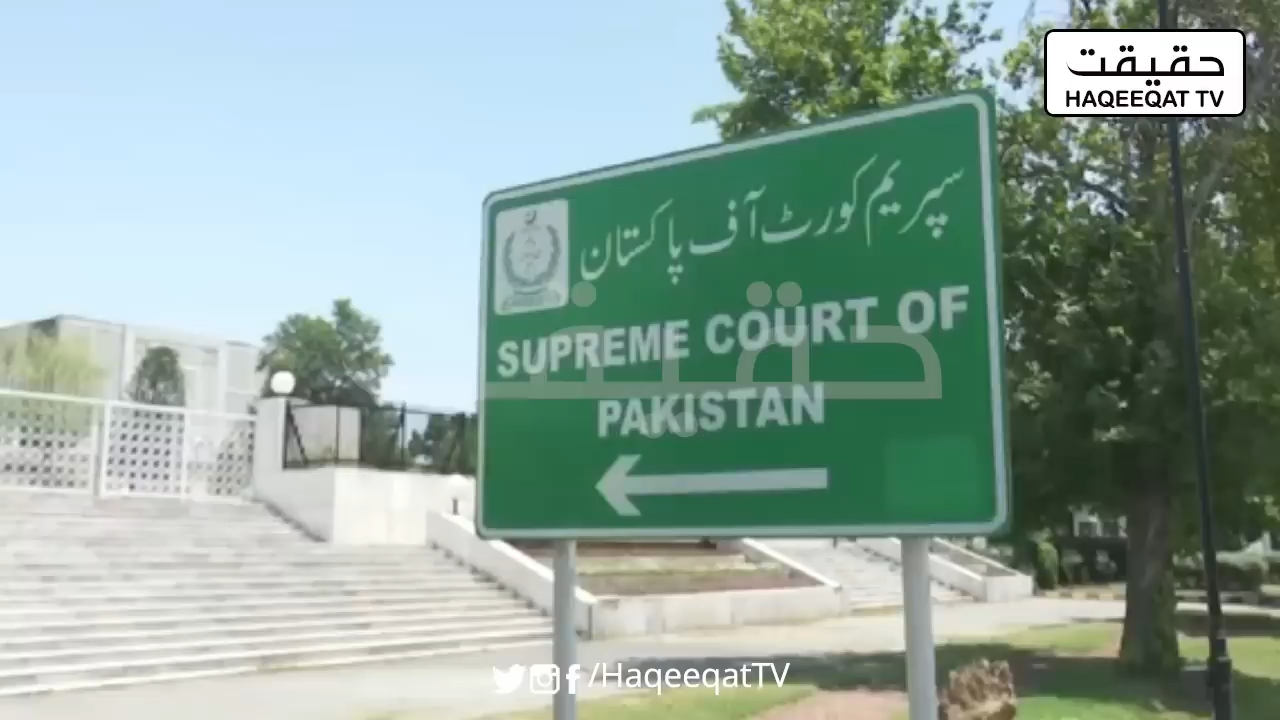 حقیقت
HAQEEQAT TV
سپریم کورٹ آف پاکستان
SUPREME COURT OF
PAKISTAN
/HaqeeqatTV